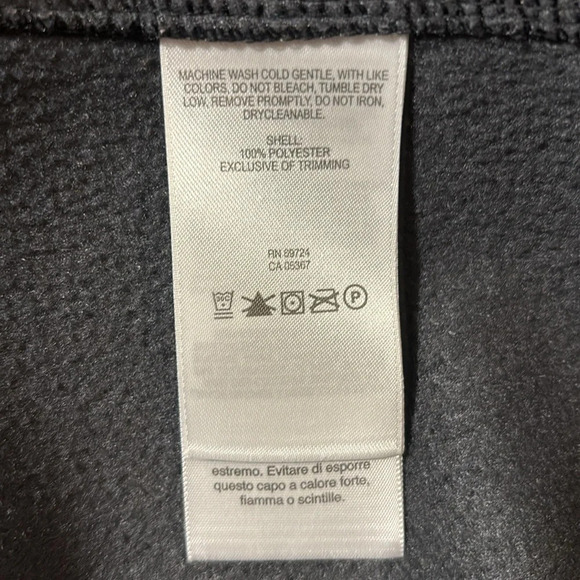 MACHINE WASH COLD GENTLE, WITH LIKE
COLORS, DO NOT BLEACH, TUMBLE DRY
LOW, REMOVE PROMPTLY, DO NOT IRON,
DRYCLEANABLE.
SHELL:
100% POLYESTER
EXCLUSIVE OF TRIMMING
RN 69724
CA 05367
30C
P
estremo. Evitare di esporre
questo capo a calore forte,
fiamma o scintille.